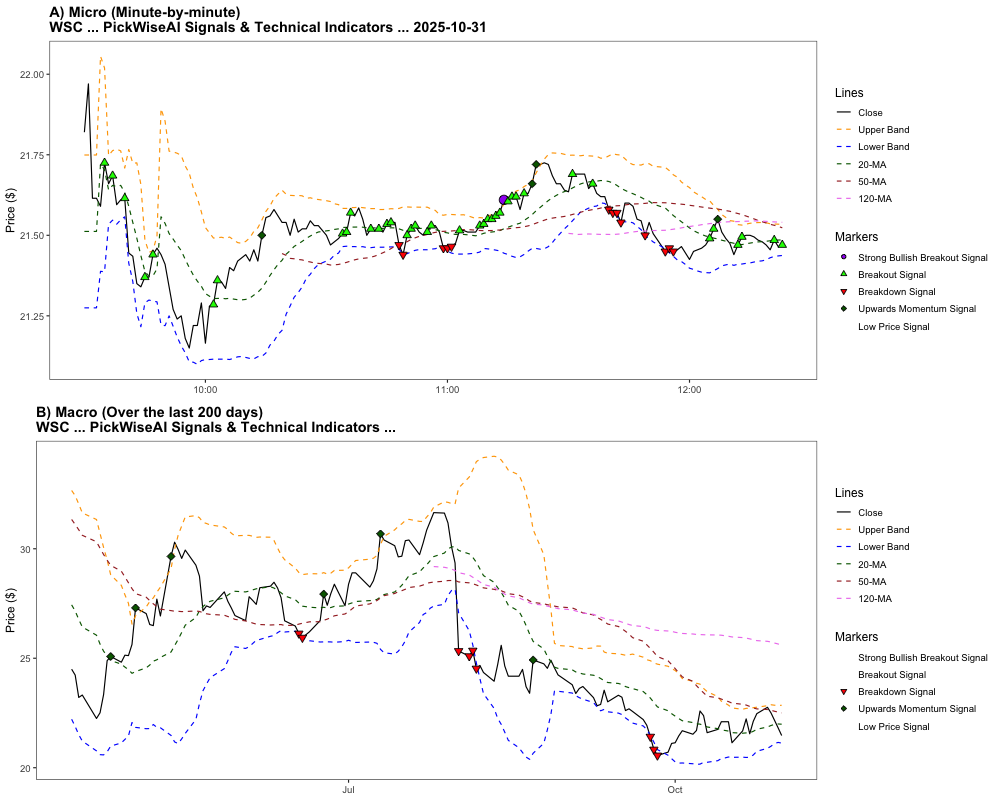 A) Micro (Minute-by-minute)
WSC ... PickWiseAI Signals & Technical Indicators ... 2025-10-31
Price ($)
22.00
21.75
21.50
21.25
10:00
11:00
12:00
Lines
Close
Upper Band
Lower Band
20-MA
50-MA
120-MA
Markers
Strong Bullish Breakout Signal
Breakout Signal
Breakdown Signal
Upwards Momentum Signal
Low Price Signal
B) Macro (Over the last 200 days)
WSC ... PickWiseAI Signals & Technical Indicators ...
Price ($)
30
25
20
Jul
Oct
Lines
Close
Upper Band
Lower Band
20-MA
50-MA
120-MA
Markers
Strong Bullish Breakout Signal
Breakout Signal
Breakdown Signal
Upwards Momentum Signal
Low Price Signal